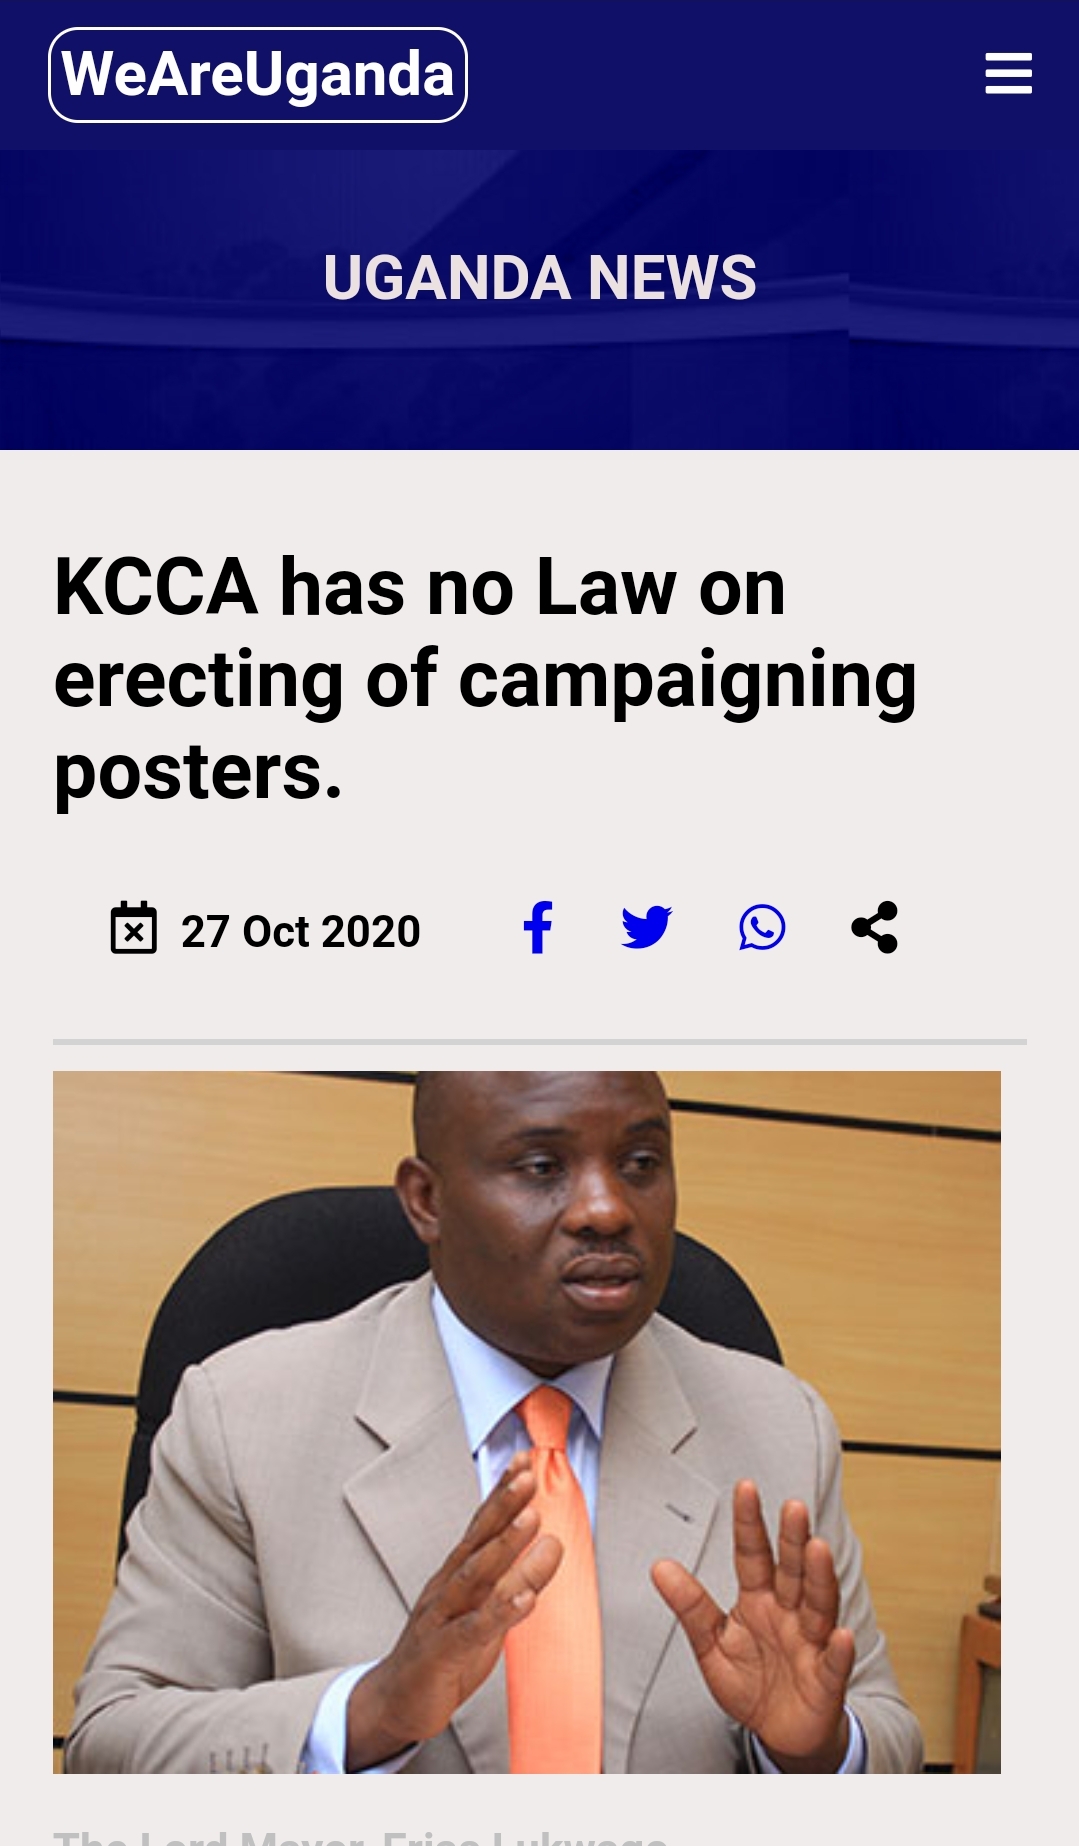 WeAreUganda
UGANDA NEWS
KCCA has no Law on
erecting of campaigning
posters.
27 Oct 2020
The Lord Mayor, Erias Lukwago